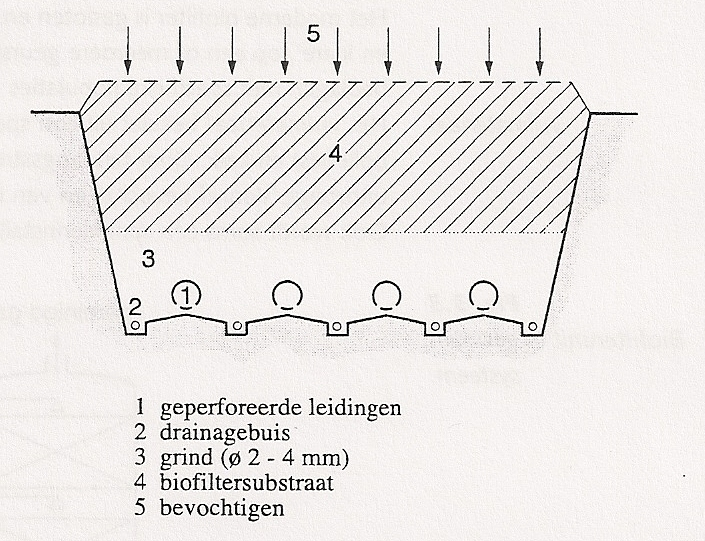 5
4
3
1
2
1 geperforeerde leidingen
2 drainagebuis
3 grind (ø 2 - 4 mm)
4 biofiltersubstraat
5 bevochtigen